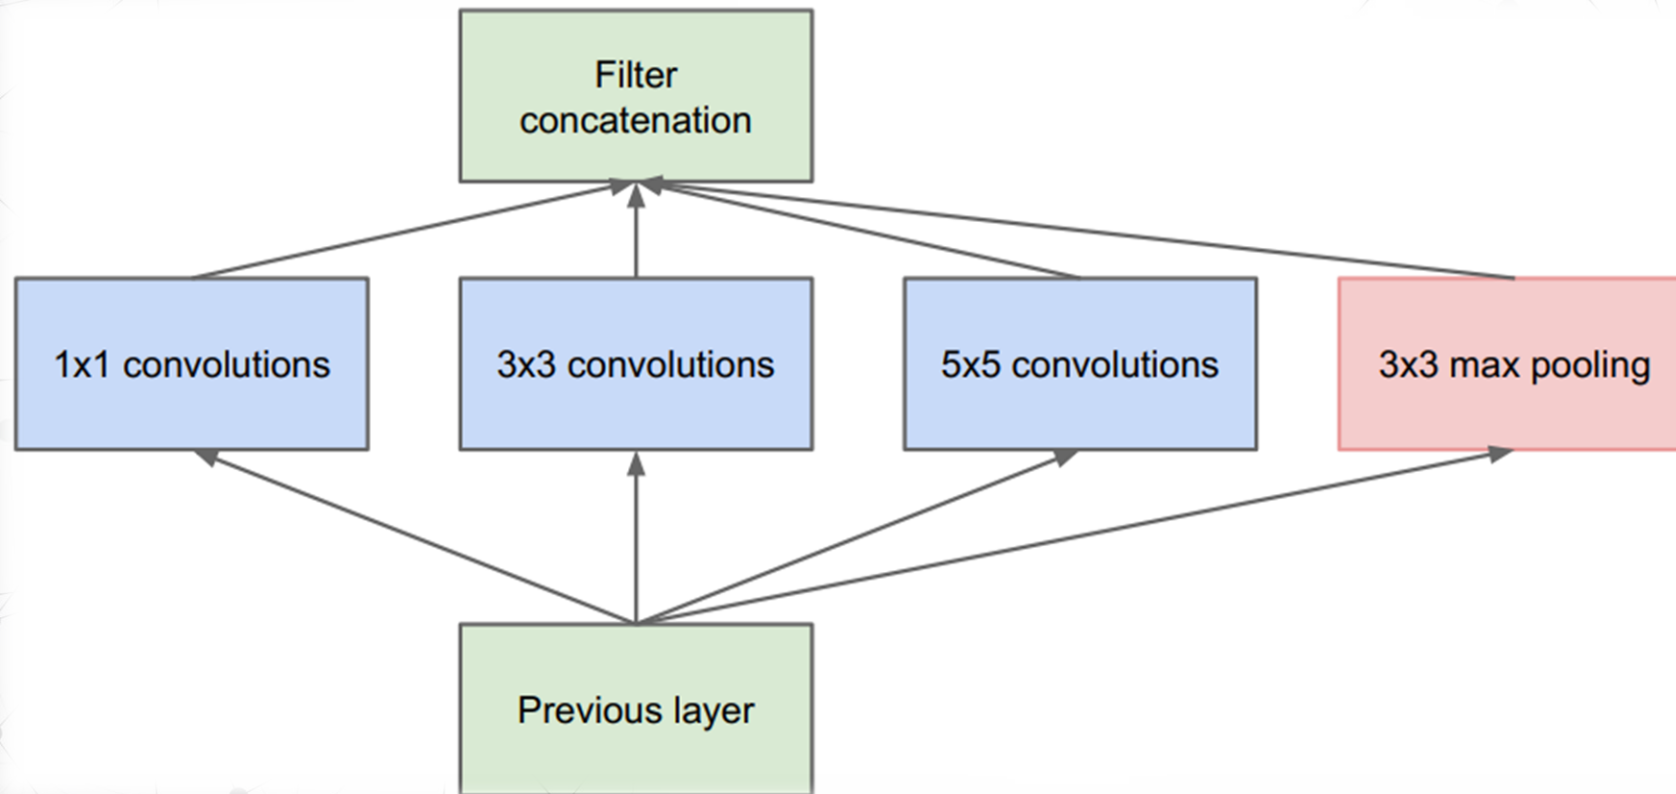 Filter
concatenation
1x1 convolutions
3x3 convolutions
5x5 convolutions
3x3 max pooling
Previous layer